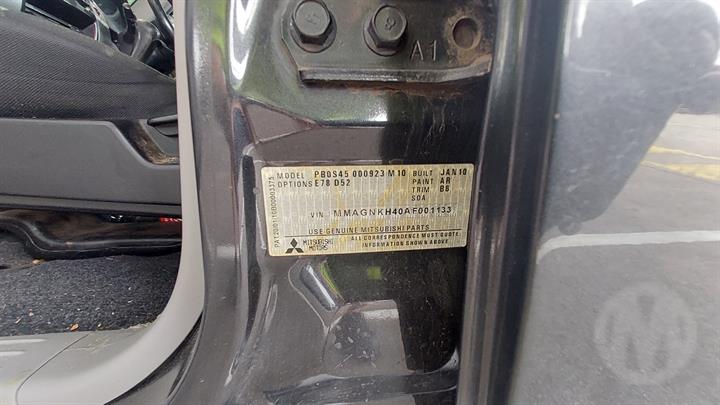 A1
MODEL PB0S45 000923 M10 BUILT JAN10
OPTIONS E78 D52 PAINT AR
TRIM B8
SOA
VIN MMAGNKH40AF001133
USE GENUINE MITSUBISHI PARTS
MITSUBISHI MOTORS
ALL CORRESPONDENCE MUST QUOTE
INFORMATION SHOWN ABOVE
M